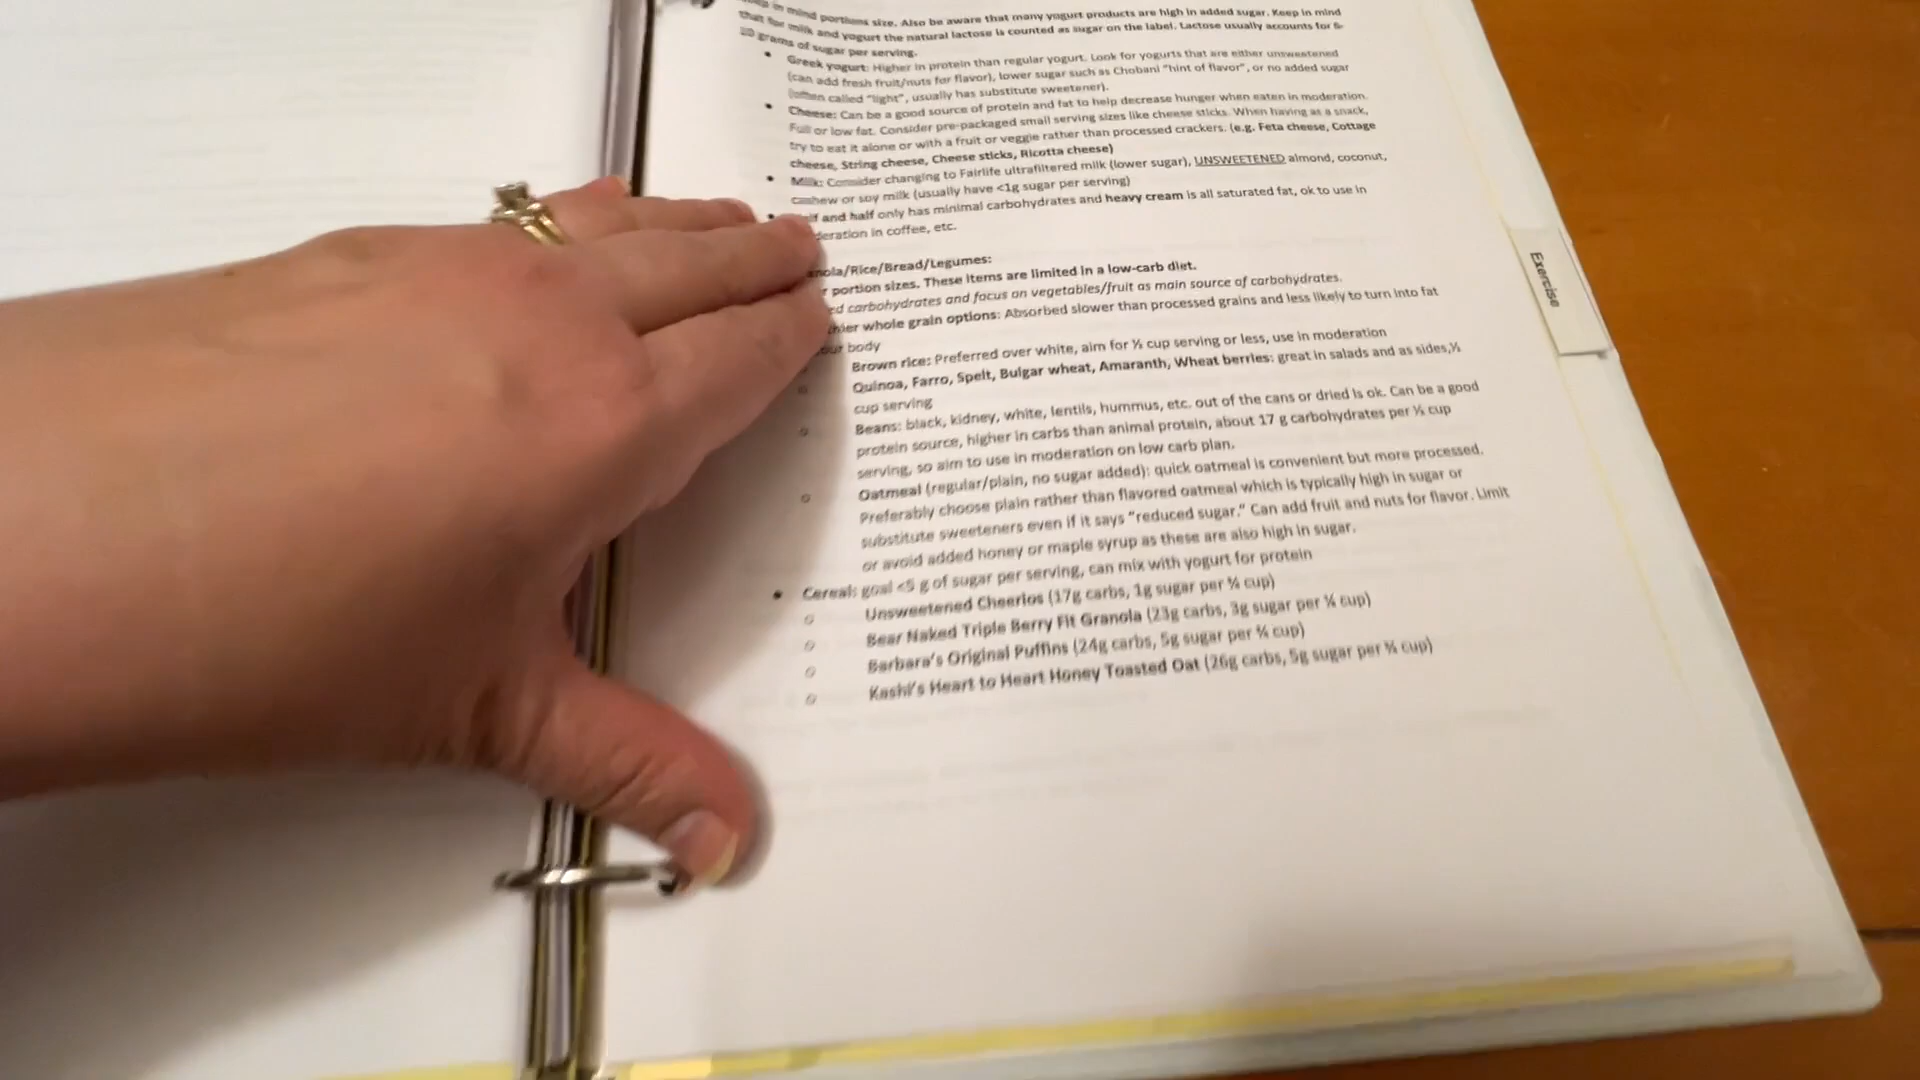 in mind portions size. Also be aware that many yogurt products are high in added sugar. Keep in mind
that for milk and yogurt the natural lactose is counted as sugar on the label. Lactose usually accounts for 6-
grams of sugar per serving.
Greek yogurt: Higher in protein than regular yogurt. Look for yogurts that are either unsweetened
(can add fresh fruit/nuts for flavor), lower sugar such as Chobani "hint of flavor", or no added sugar
(often called "light", usually has substitute sweetener).
Cheese: Can be a good source of protein and fat to help decrease hunger when eaten in moderation.
Full or low fat. Consider pre-packaged small serving sizes like cheese sticks. When having as a snack,
try to eat it alone or with a fruit or veggie rather than processed crackers. (e.g. Feta cheese, Cottage
cheese, String cheese, Cheese sticks, Ricotta cheese)
Milk: Consider changing to Fairlife ultrafiltered milk (lower sugar), UNSWEETENED almond, coconut,
cashew or soy milk (usually have <1g sugar per serving)
and half only has minimal carbohydrates and heavy cream is all saturated fat, ok to use in
in coffee, etc.
/Rice/Bread/Legumes:
portion sizes. These items are limited in a low-carb diet.
carbohydrates and focus on vegetables/fruit as main source of carbohydrates.
whole grain options: Absorbed slower than processed grains and less likely to turn into fat
our body
Brown rice: Preferred over white, aim for ½ cup serving or less, use in moderation
Quinoa, Farro, Spelt, Bulgar wheat, Amaranth, Wheat berries: great in salads and as sides,½
cup serving
Beans: black, kidney, white, lentils, hummus, etc. out of the cans or dried is ok. Can be a good
protein source, higher in carbs than animal protein, about 17 g carbohydrates per ½ cup
serving, so aim to use in moderation on low carb plan.
Oatmeal (regular/plain, no sugar added): quick oatmeal is convenient but more processed.
Preferably choose plain rather than flavored oatmeal which is typically high in sugar or
substitute sweeteners even if it says "reduced sugar." Can add fruit and nuts for flavor. Limit
or avoid added honey or maple syrup as these are also high in sugar.
Cereal: goal <5 g of sugar per serving, can mix with yogurt for protein
Unsweetened Cheerios (17g carbs, 1g sugar per ¾ cup)
Bear Naked Triple Berry Fit Granola (23g carbs, 3g sugar per ¼ cup)
Barbara's Original Puffins (24g carbs, 5g sugar per ¾ cup)
Kashi's Heart to Heart Honey Toasted Oat (26g carbs, 5g sugar per ¾ cup)
Exercise